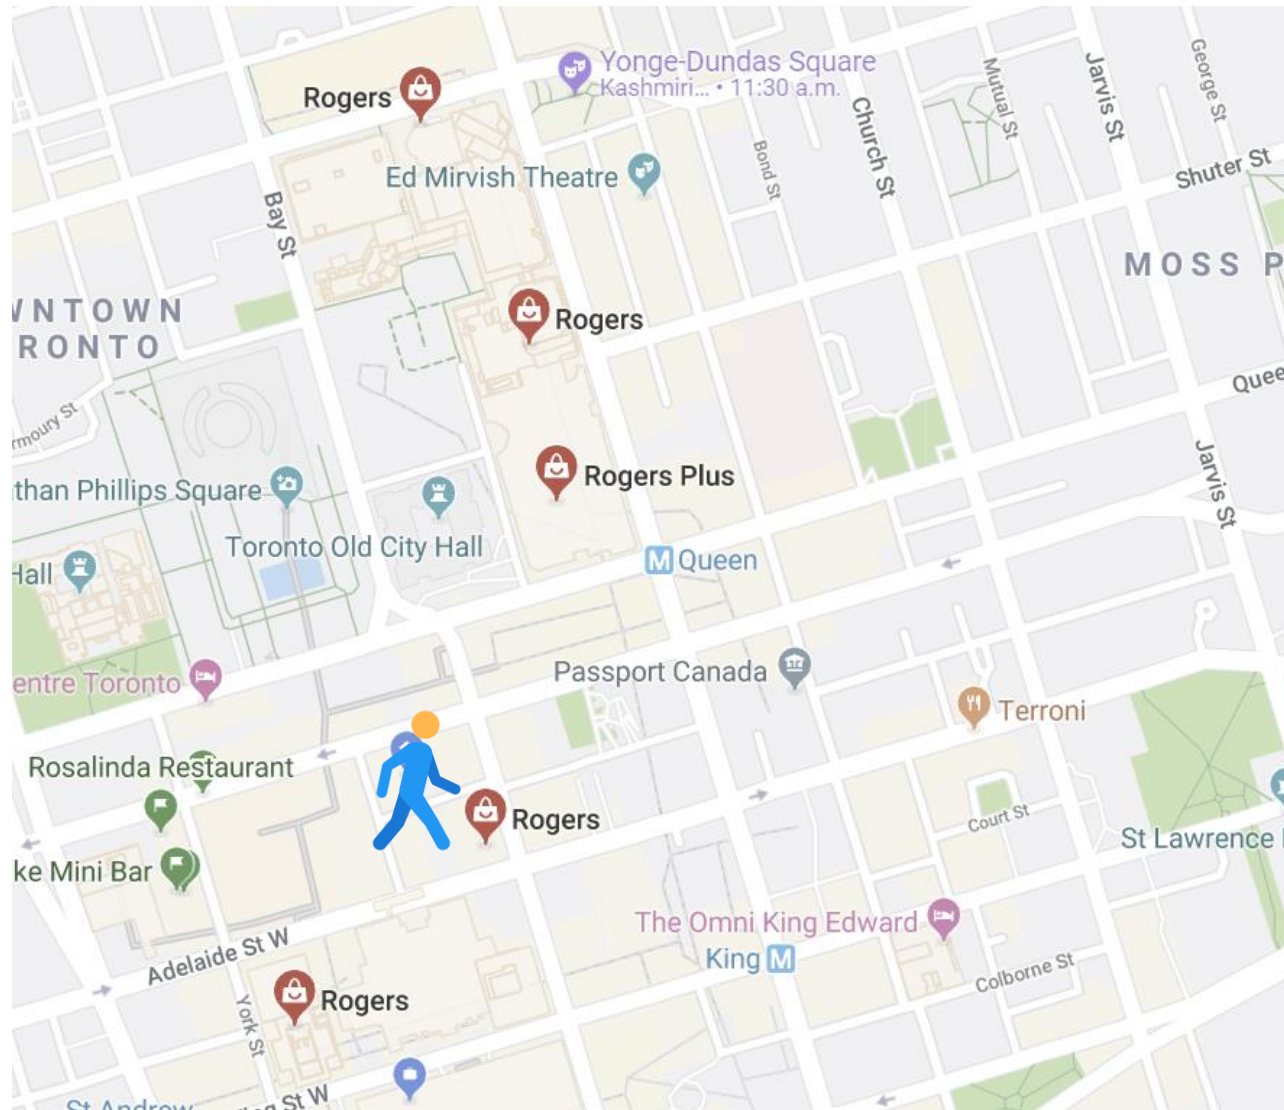 Yonge-Dundas Square
Kashmiri... • 11:30 a.m.
Rogers
Ed Mirvish Theatre
Bay St
Bond St
Church St
Mutual St
Jarvis St
George St
Shuter St
MOSS P
WNTOWN
RONTO
Rogers
Quee
rmoury St
Rogers Plus
Jarvis St
than Phillips Square
Toronto Old City Hall
M Queen
Hall
Passport Canada
entre Toronto
Terroni
Rosalinda Restaurant
Rogers
Court St
St Lawrence
ke Mini Bar
The Omni King Edward
King M
Adelaide St W
Colborne St
Rogers
York St
St Andrew
ing St W